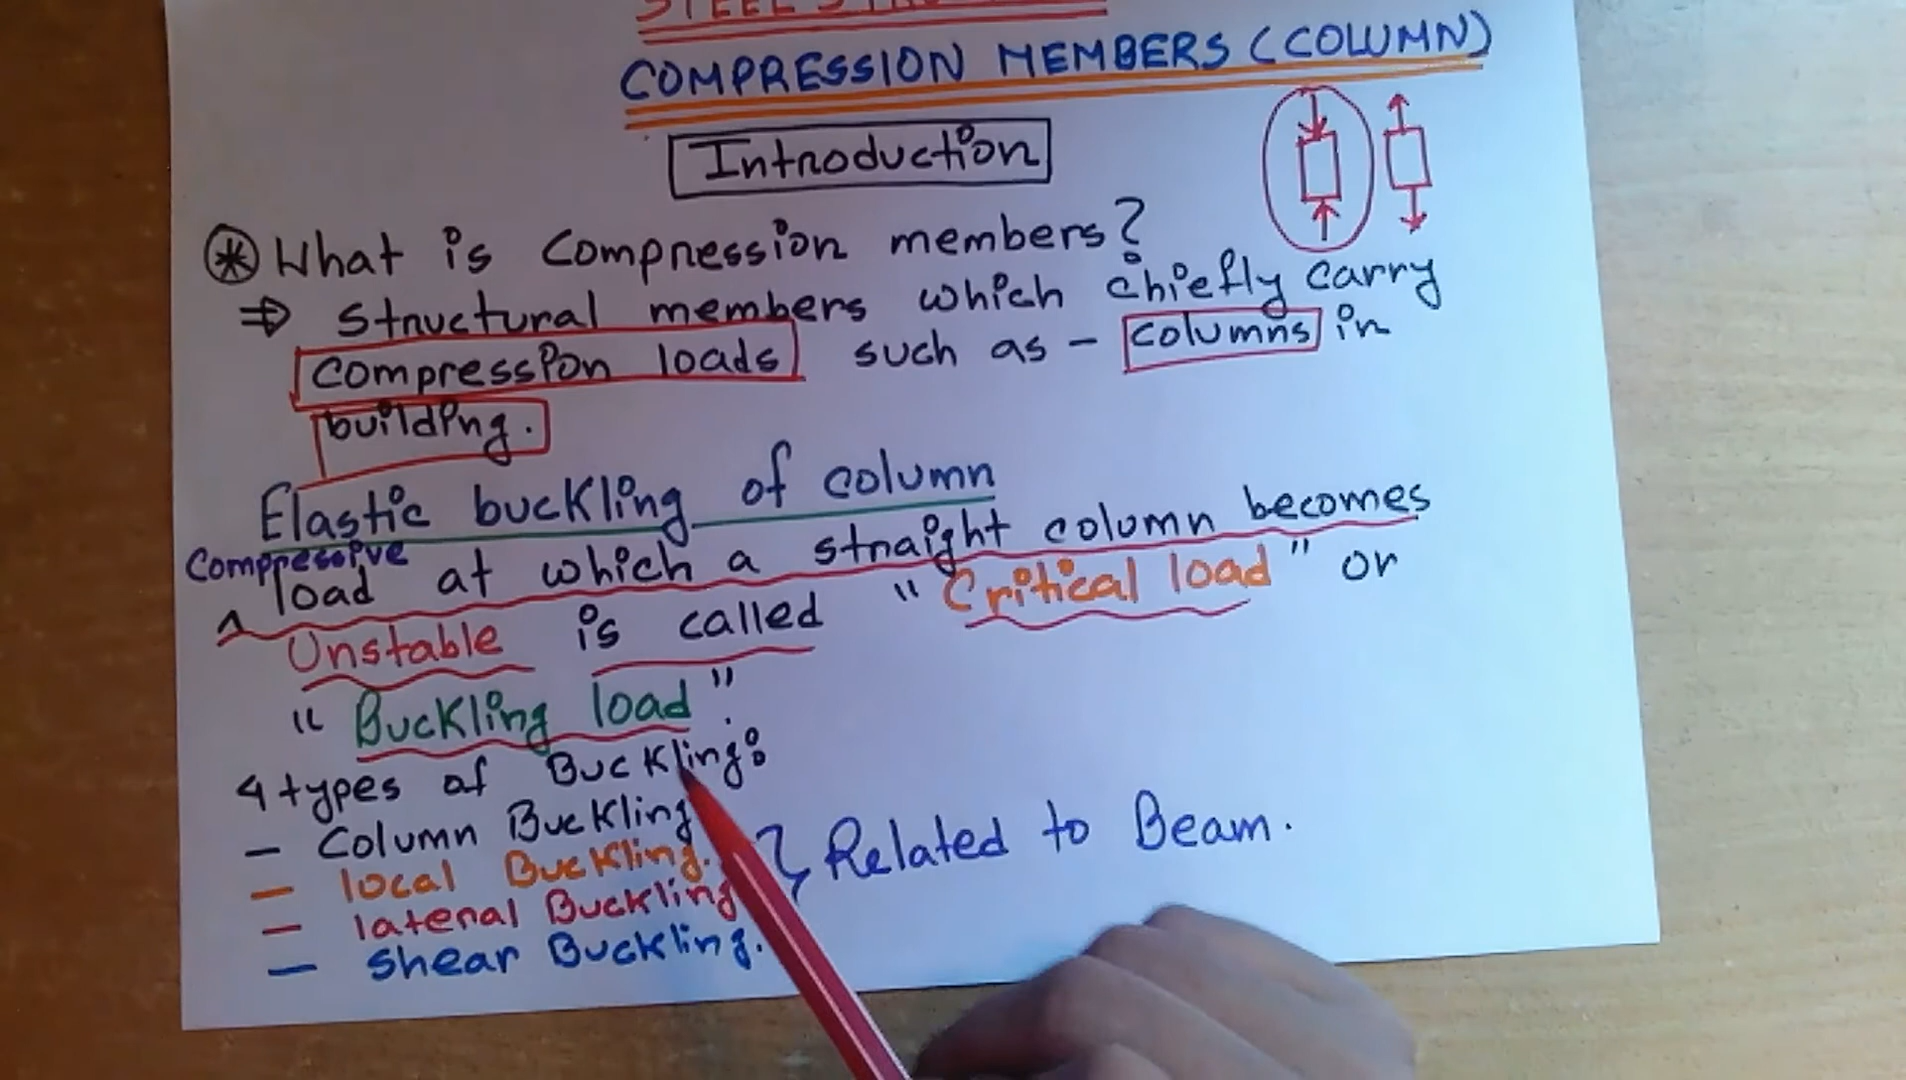 STEEL
COMPRESSION MEMBERS (COLUMN)
Introduction
What is Compression members?
⇒ Structural members which chiefly carry
compression loads such as - columns in
building.
Elastic buckling of column
Compressive
load at which a straight column becomes
Unstable is called "Critical load" or
"Buckling load".
4 types of Buckling:
- Column Buckling
- local Buckling.
- lateral Buckling
- Shear Buckling.
} Related to Beam.